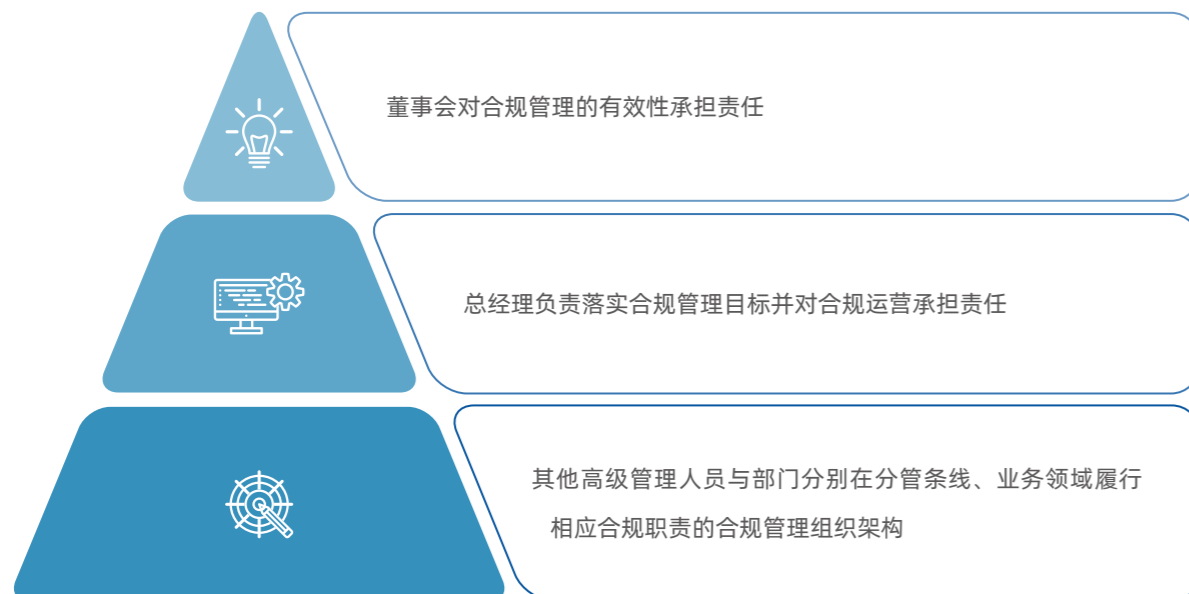 董事会对合规管理的有效性承担责任
总经理负责落实合规管理目标并对合规运营承担责任
其他高级管理人员与部门分别在分管条线、业务领域履行
相应合规职责的合规管理组织架构